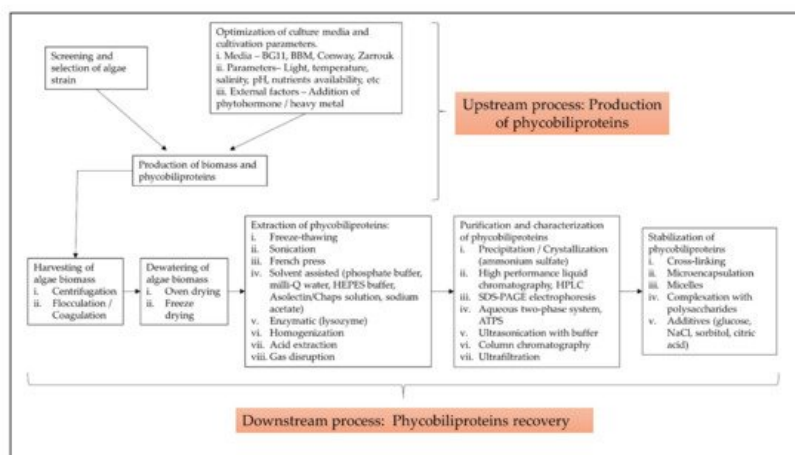 Screening and
selection of algae
strain
Optimization of culture media and
cultivation parameters.
i. Media – BG11, BBM, Conway, Zarrouk
ii. Parameters– Light, temperature,
salinity, pH, nutrients availability, etc
iii. External factors – Addition of
phytohormone / heavy metal
Upstream process: Production
of phycobiliproteins
Production of biomass and
phycobiliproteins
Harvesting of
algae biomass
i. Centrifugation
ii. Flocculation /
Coagulation
Dewatering of
algae biomass
i. Oven drying
ii. Freeze
drying
Extraction of phycobiliproteins:
i. Freeze-thawing
ii. Sonication
iii. French press
iv. Solvent assisted (phosphate buffer,
milli-Q water, HEPES buffer,
Asolectin/Chaps solution, sodium
acetate)
v. Enzymatic (lysozyme)
vi. Homogenization
vii. Acid extraction
viii. Gas disruption
Purification and characterization
of phycobiliproteins
i. Precipitation / Crystallization
(ammonium sulfate)
ii. High performance liquid
chromatography, HPLC
iii. SDS-PAGE electrophoresis
iv. Aqueous two-phase system,
ATPS
v. Ultrasonication with buffer
vi. Column chromatography
vii. Ultrafiltration
Stabilization of
phycobiliproteins
i. Cross-linking
ii. Microencapsulation
iii. Micelles
iv. Complexation with
polysaccharides
v. Additives (glucose,
NaCl, sorbitol, citric
acid)
Downstream process: Phycobiliproteins recovery